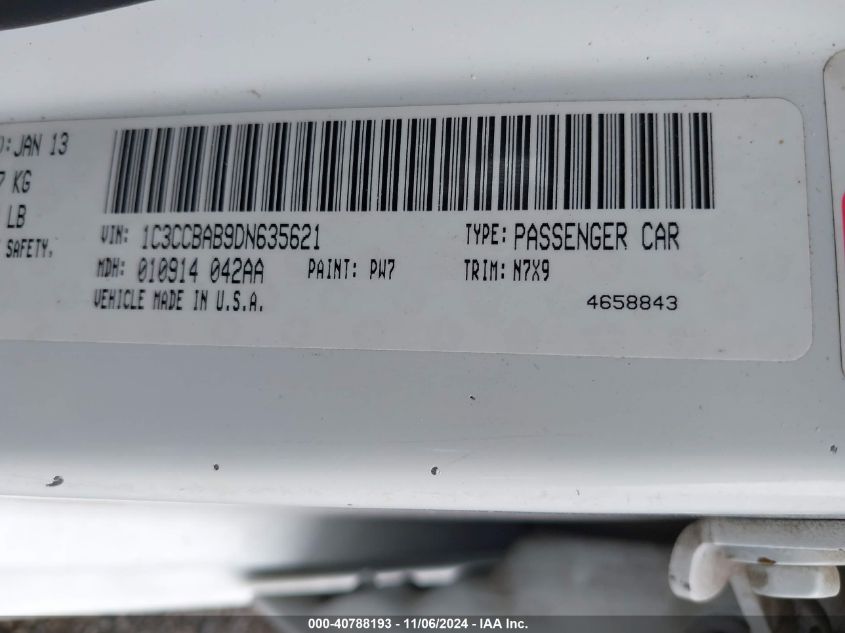 D: JAN 13
7 KG
LB
SAFETY.
VIN: 1C3CCBAB9DN635621 TYPE: PASSENGER CAR
MDH: 010914 042AA PAINT: PW7 TRIM: N7X9
VEHICLE MADE IN U.S.A. 4658843
000-40788193 - 11/06/2024 - IAA Inc.